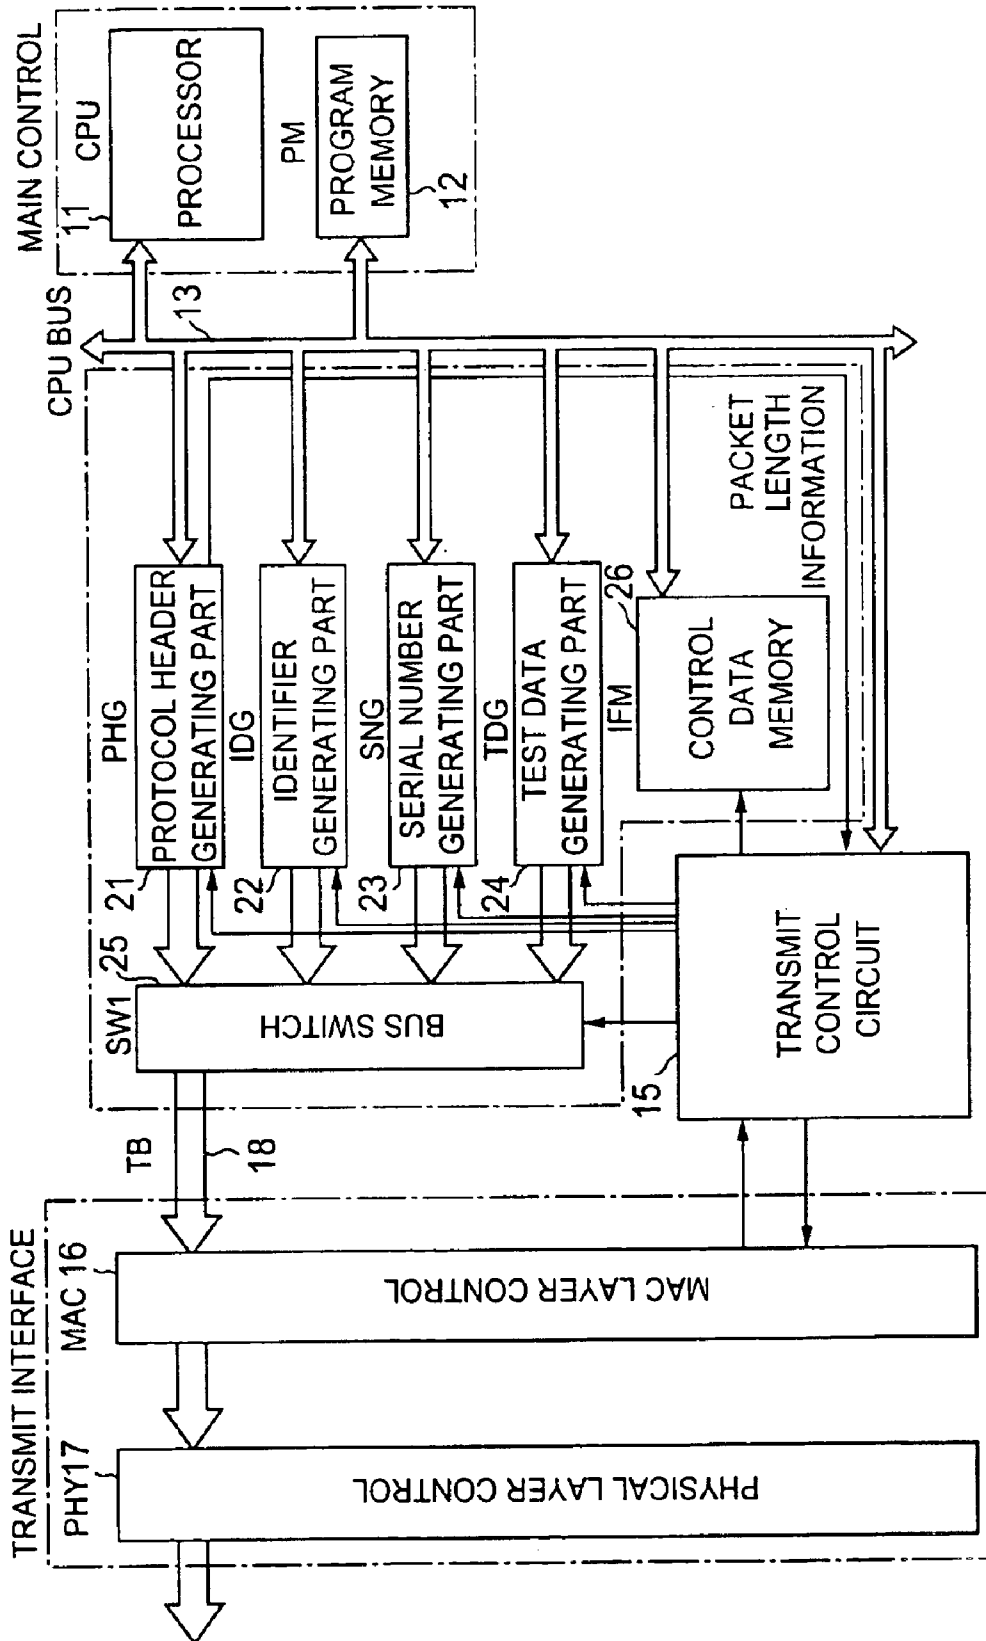 MAIN CONTROL
11
CPU
PROCESSOR
PM
PROGRAM
MEMORY
12
CPU BUS
13
PHG
PROTOCOL HEADER
GENERATING PART
21
IDG
IDENTIFIER
GENERATING PART
22
SNG
SERIAL NUMBER
GENERATING PART
23
TDG
TEST DATA
GENERATING PART
24
IFM
26
CONTROL
DATA
MEMORY
PACKET
LENGTH
INFORMATION
SW1
25
BUS SWITCH
15
TRANSMIT
CONTROL
CIRCUIT
TB
18
TRANSMIT INTERFACE
MAC 16
MAC LAYER CONTROL
PHY17
PHYSICAL LAYER CONTROL